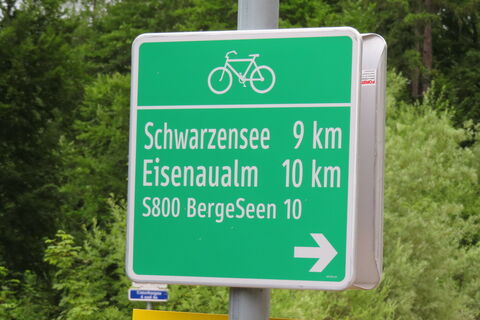 Schwarzensee 9 km
Eisenaualm 10 km
S800 BergeSeen 10